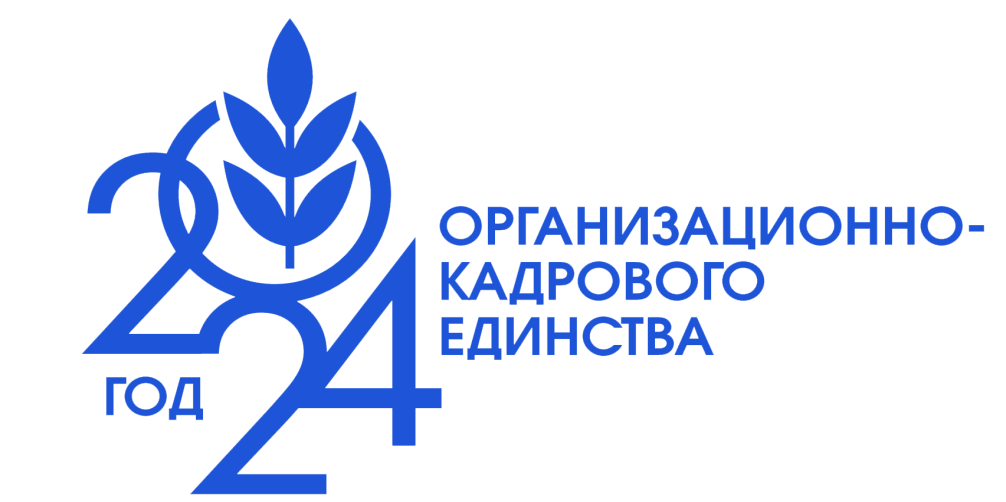 2024
ГОД
ОРГАНИЗАЦИОННО-
КАДРОВОГО
ЕДИНСТВА